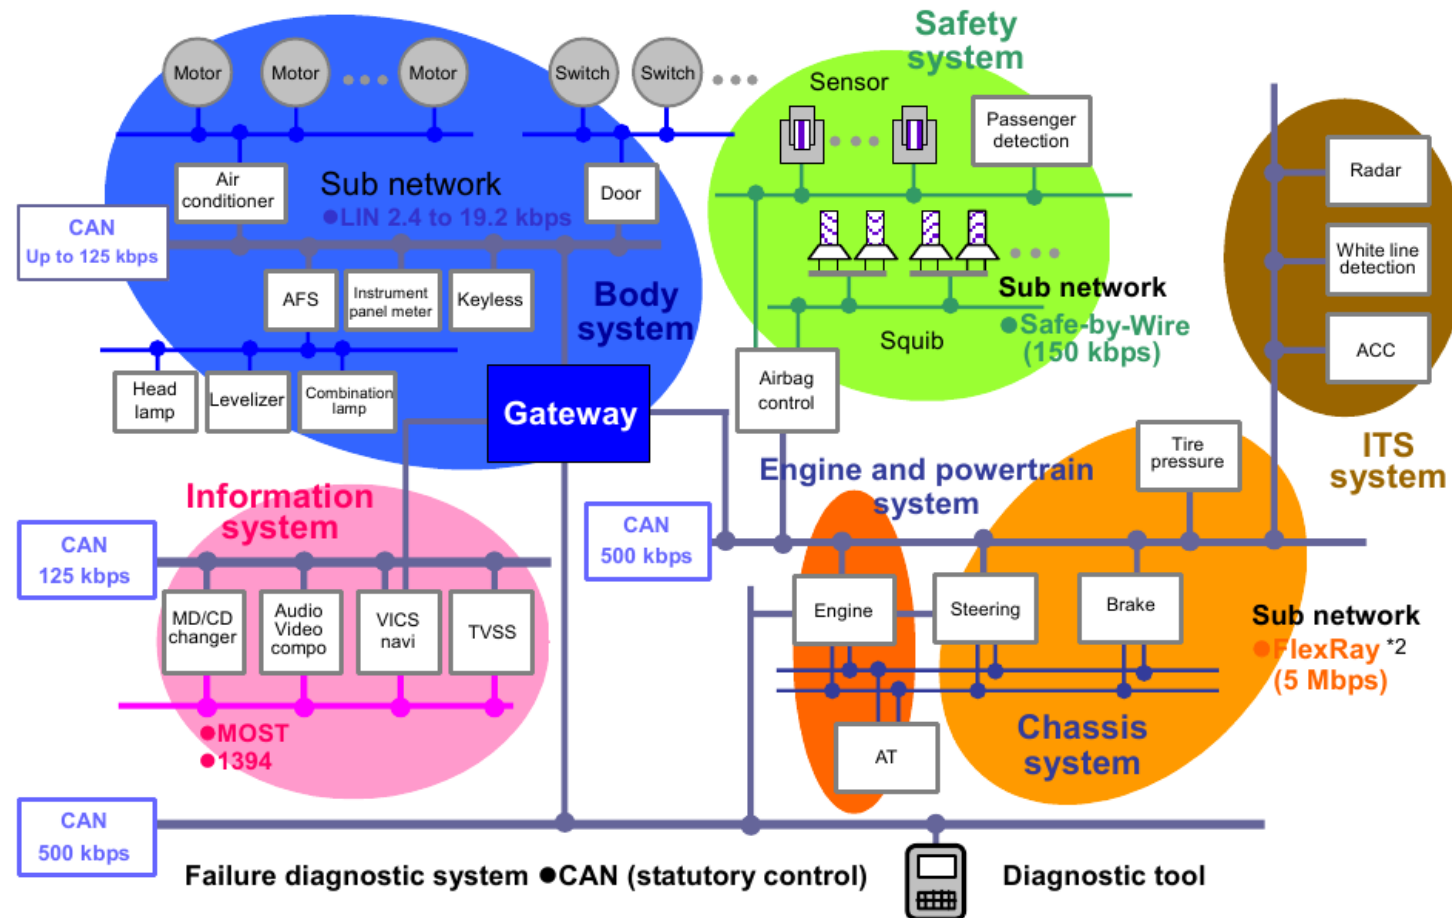 Safety
system
Motor
Motor
Motor
Switch
Switch
Sensor
Passenger
detection
Radar
Air
conditioner
Sub network
●LIN 2.4 to 19.2 kbps
Door
CAN
Up to 125 kbps
White line
detection
AFS
Instrument
panel meter
Keyless
Body
system
Sub network
●Safe-by-Wire
(150 kbps)
Squib
ACC
Head
lamp
Levelizer
Combination
lamp
Gateway
Airbag
control
ITS
system
Tire
pressure
Engine and powertrain
system
Information
system
CAN
125 kbps
CAN
500 kbps
MD/CD
changer
Audio
Video
compo
VICS
navi
TVSS
Engine
Steering
Brake
Sub network
●FlexRay *2
(5 Mbps)
●MOST
●1394
AT
Chassis
system
CAN
500 kbps
Failure diagnostic system ●CAN (statutory control)
Diagnostic tool